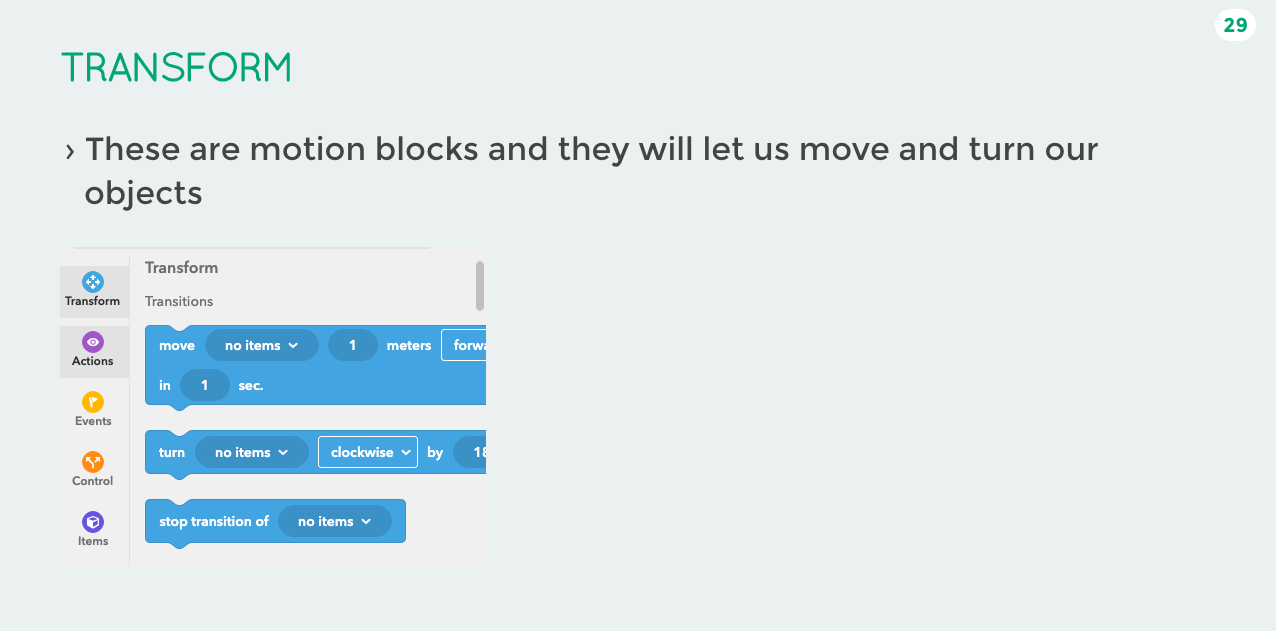 29
TRANSFORM
› These are motion blocks and they will let us move and turn our
objects
Transform
Transitions
Transform
Actions
Events
Control
Items
move no items 1 meters forwa
in 1 sec.
turn no items clockwise by 18
stop transition of no items